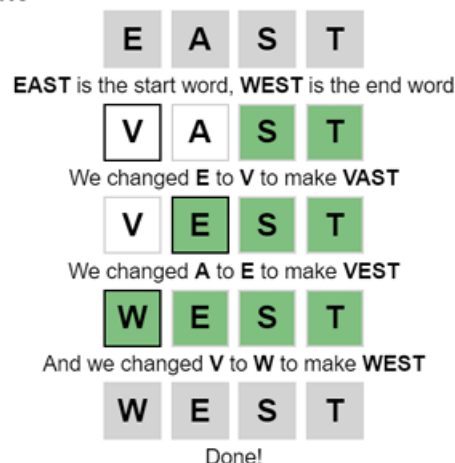 E A S T
EAST is the start word, WEST is the end word
V A S T
We changed E to V to make VAST
V E S T
We changed A to E to make VEST
W E S T
And we changed V to W to make WEST
W E S T
Done!